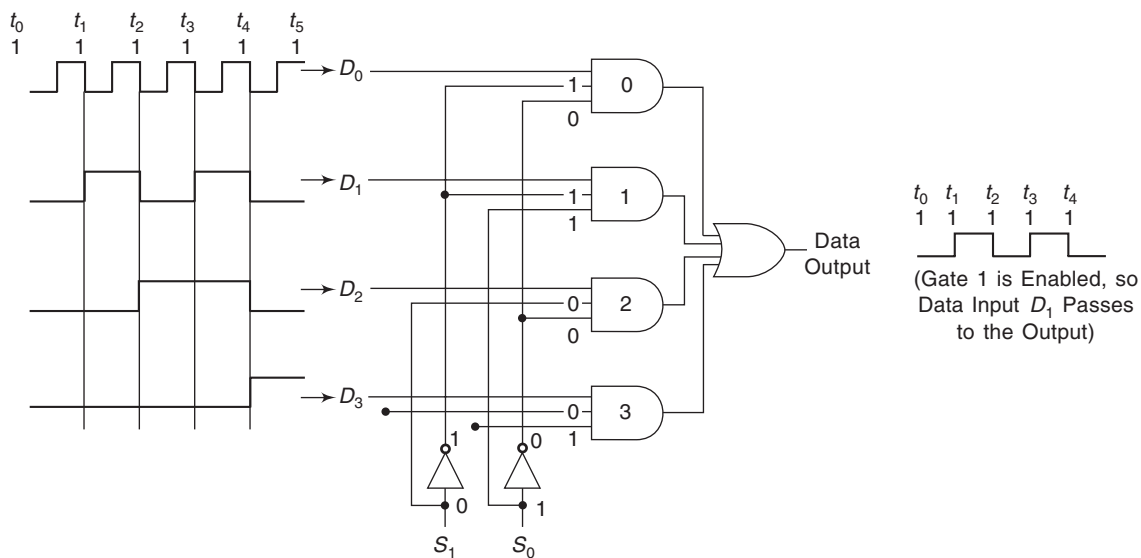 t0 t1 t2 t3 t4 t5
1 1 1 1 1 1
D0
1
0
0
D1
1
1
1
D2
0
0
2
D3
0
1
3
1
0
0
1
S1 S0
Data
Output
t0 t1 t2 t3 t4
1 1 1 1 1
(Gate 1 is Enabled, so
Data Input D1 Passes
to the Output)